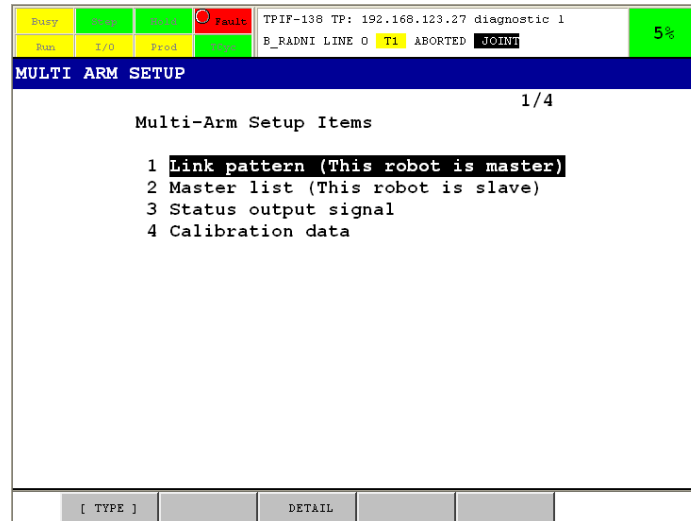 Busy Step Hold Fault TPIF-138 TP: 192.168.123.27 diagnostic l
Run I/O Prod TCyc B_RADNI LINE 0 T1 ABORTED JOINT 5%
MULTI ARM SETUP
1/4
Multi-Arm Setup Items
1 Link pattern (This robot is master)
2 Master list (This robot is slave)
3 Status output signal
4 Calibration data
[ TYPE ] DETAIL